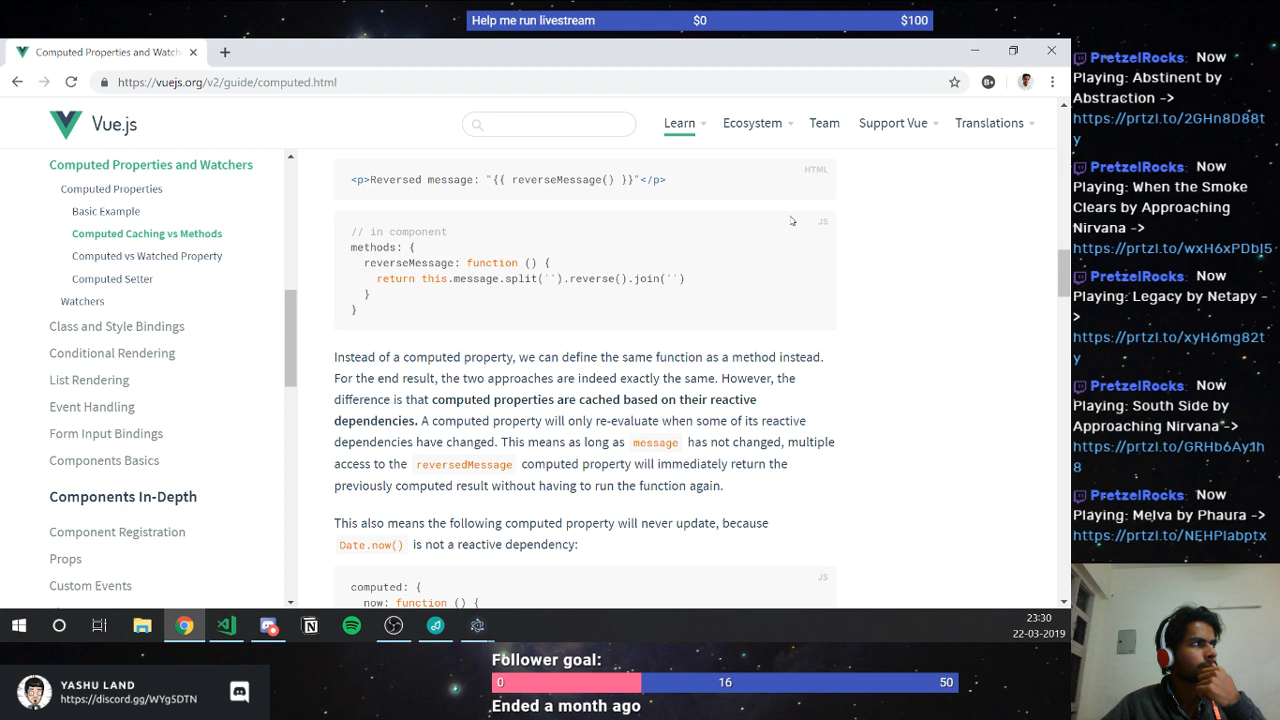 Help me run livestream $0 $100
Computed Properties and Watch
https://vuejs.org/v2/guide/computed.html
Vue.js
Learn Ecosystem Team Support Vue Translations
Computed Properties and Watchers
Computed Properties
Basic Example
Computed Caching vs Methods
Computed vs Watched Property
Computed Setter
Watchers
Class and Style Bindings
Conditional Rendering
List Rendering
Event Handling
Form Input Bindings
Components Basics
Components In-Depth
Component Registration
Props
Custom Events
HTML
<p>Reversed message: "{{ reverseMessage() }}"</p>
JS
// in component
methods: {
reverseMessage: function () {
return this.message.split('').reverse().join('')
}
}
Instead of a computed property, we can define the same function as a method instead.
For the end result, the two approaches are indeed exactly the same. However, the
difference is that computed properties are cached based on their reactive
dependencies. A computed property will only re-evaluate when some of its reactive
dependencies have changed. This means as long as message has not changed, multiple
access to the reversedMessage computed property will immediately return the
previously computed result without having to run the function again.
This also means the following computed property will never update, because
Date.now() is not a reactive dependency:
JS
computed: {
now: function () {
23:30
22-03-2019
PretzelRocks: Now
Playing: Abstinent by
Abstraction ->
https://prtzl.to/2GHn8D88t
y
PretzelRocks: Now
Playing: When the Smoke
Clears by Approaching
Nirvana ->
https://prtzl.to/wxH6xPDbl5
PretzelRocks: Now
Playing: Legacy by Netapy -
>
https://prtzl.to/xyH6mg82t
y
PretzelRocks: Now
Playing: South Side by
Approaching Nirvana ->
https://prtzl.to/GRHb6Ay1h
8
PretzelRocks: Now
Playing: Melva by Phaura ->
https://prtzl.to/NEHPlabptx
YASHU LAND
https://discord.gg/WYg5DTN
Follower goal:
0 16 50
Ended a month ago